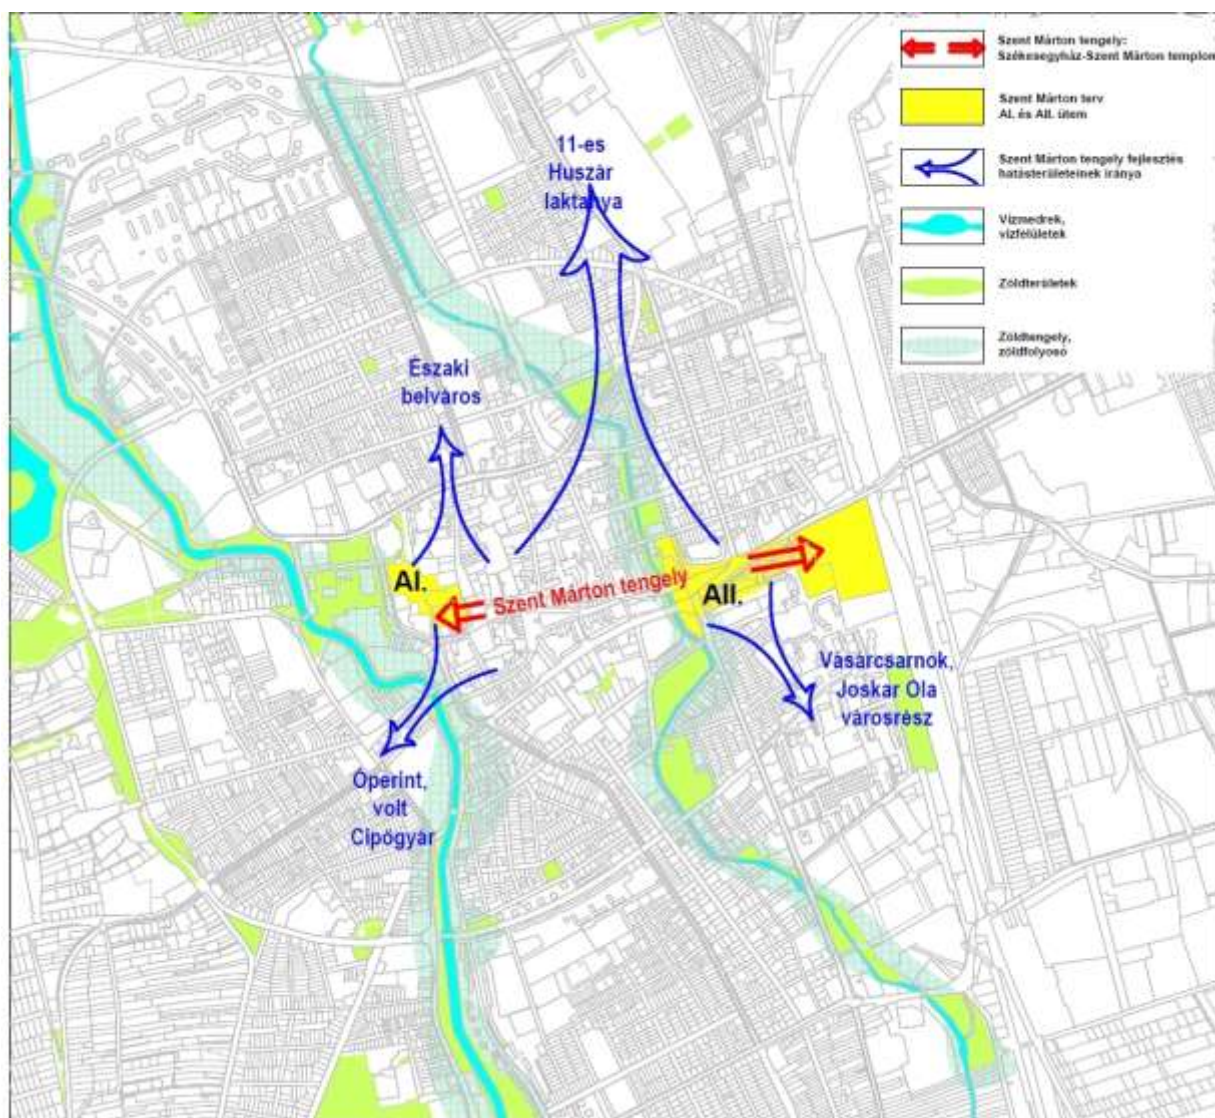 Szent Márton tengely:
Székesegyház-Szent Márton templom
Szent Márton terv
AI. és AII. ütem
Szent Márton tengely fejlesztés
hatásterületeinek iránya
Vízmedrek,
vízfelületek
Zöldterületek
Zöldtengely,
zöldfolyosó
11-es
Huszár
laktanya
Északi
belváros
AI.
Szent Márton tengely
AII.
Vásárcsarnok,
Joskar Ola
városrész
Óperint,
volt
Cipőgyár